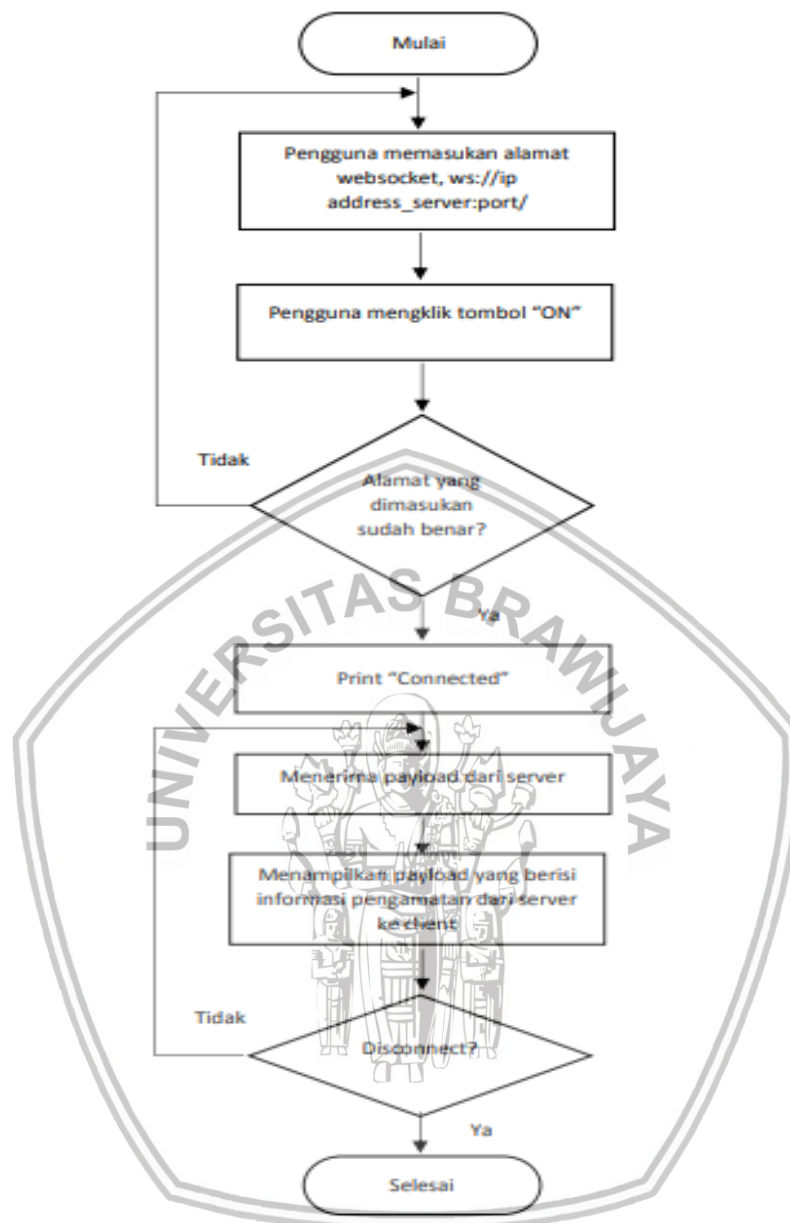 Mulai
Pengguna memasukan alamat
websocket, ws://ip
address_server:port/
Pengguna mengklik tombol “ON”
Tidak
Alamat yang
dimasukan
sudah benar?
Ya
UNIVERSITAS BRAWIJAYA
Print “Connected”
Menerima payload dari server
Menampilkan payload yang berisi
informasi pengamatan dari server
ke client
Tidak
Disconnect?
Ya
Selesai